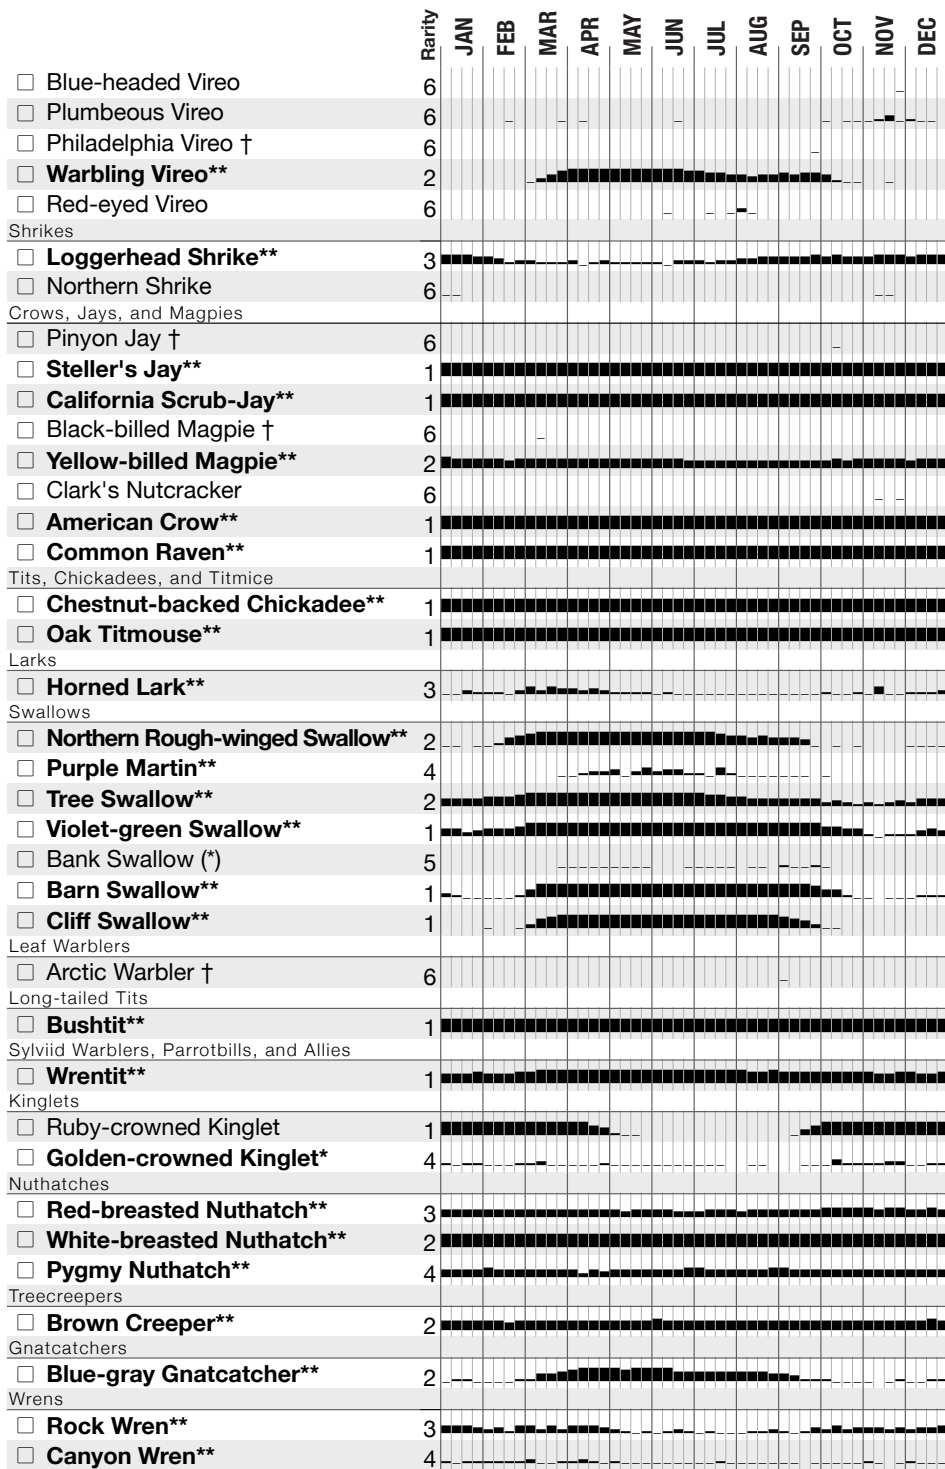 Rarity JAN FEB MAR APR MAY JUN JUL AUG SEP OCT NOV DEC
Blue-headed Vireo 6
Plumbeous Vireo 6
Philadelphia Vireo † 6
Warbling Vireo** 2
Red-eyed Vireo 6
Shrikes
Loggerhead Shrike** 3
Northern Shrike 6
Crows, Jays, and Magpies
Pinyon Jay † 6
Steller's Jay** 1
California Scrub-Jay** 1
Black-billed Magpie † 6
Yellow-billed Magpie** 2
Clark's Nutcracker 6
American Crow** 1
Common Raven** 1
Tits, Chickadees, and Titmice
Chestnut-backed Chickadee** 1
Oak Titmouse** 1
Larks
Horned Lark** 3
Swallows
Northern Rough-winged Swallow** 2
Purple Martin** 4
Tree Swallow** 2
Violet-green Swallow** 1
Bank Swallow (*) 5
Barn Swallow** 1
Cliff Swallow** 1
Leaf Warblers
Arctic Warbler † 6
Long-tailed Tits
Bushtit** 1
Sylviid Warblers, Parrotbills, and Allies
Wrentit** 1
Kinglets
Ruby-crowned Kinglet 1
Golden-crowned Kinglet* 4
Nuthatches
Red-breasted Nuthatch** 3
White-breasted Nuthatch** 2
Pygmy Nuthatch** 4
Treecreepers
Brown Creeper** 2
Gnatcatchers
Blue-gray Gnatcatcher** 2
Wrens
Rock Wren** 3
Canyon Wren** 4